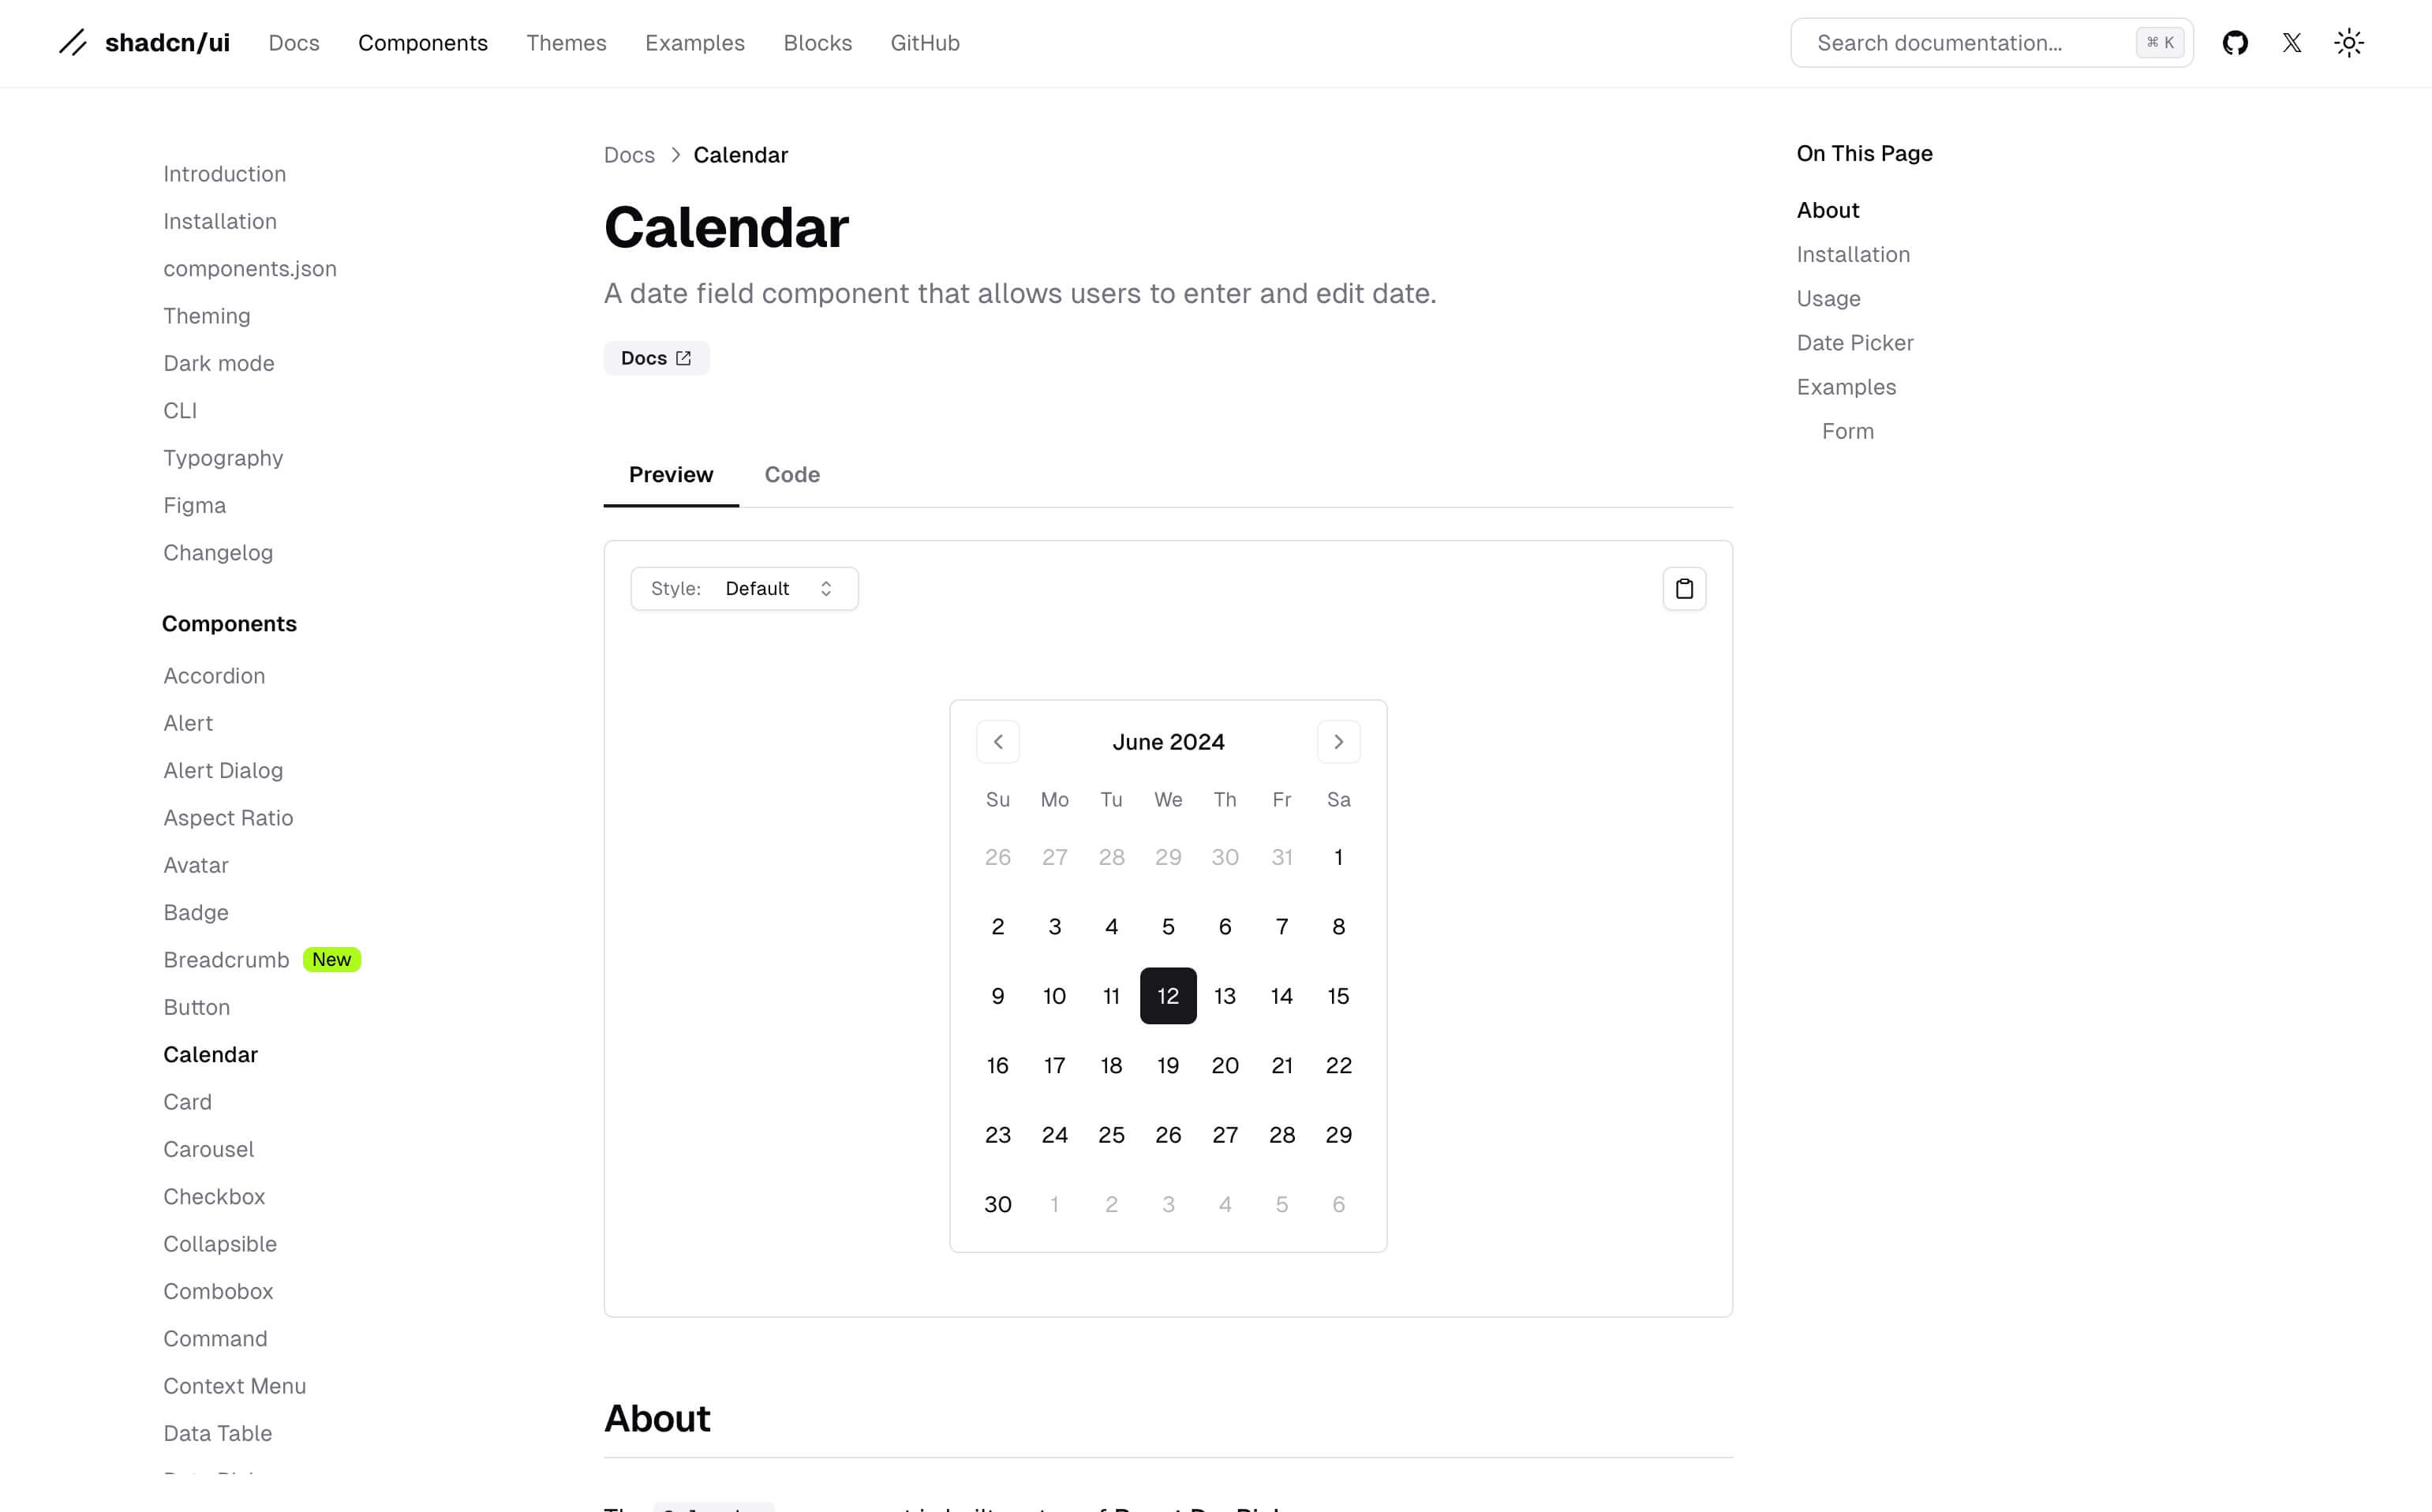 shadcn/ui Docs Components Themes Examples Blocks GitHub Search documentation... ⌘ K
Introduction
Installation
components.json
Theming
Dark mode
CLI
Typography
Figma
Changelog
Components
Accordion
Alert
Alert Dialog
Aspect Ratio
Avatar
Badge
Breadcrumb New
Button
Calendar
Card
Carousel
Checkbox
Collapsible
Combobox
Command
Context Menu
Data Table
Docs > Calendar
Calendar
A date field component that allows users to enter and edit date.
Docs
Preview Code
Style: Default
June 2024
Su Mo Tu We Th Fr Sa
26 27 28 29 30 31 1
2 3 4 5 6 7 8
9 10 11 12 13 14 15
16 17 18 19 20 21 22
23 24 25 26 27 28 29
30 1 2 3 4 5 6
About
On This Page
About
Installation
Usage
Date Picker
Examples
Form